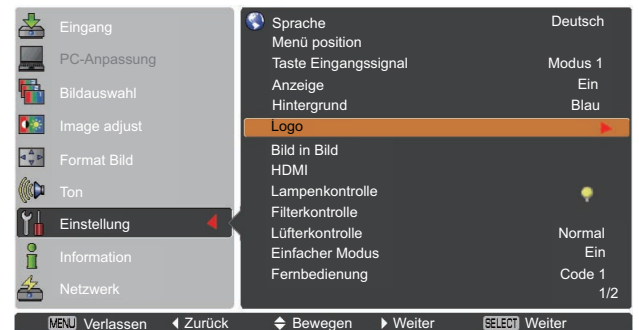 Eingang
PC-Anpassung
Bildauswahl
Image adjust
Format Bild
Ton
Einstellung
Information
Netzwerk
Sprache Deutsch
Menü position
Taste Eingangssignal Modus 1
Anzeige Ein
Hintergrund Blau
Logo
Bild in Bild
HDMI
Lampenkontrolle
Filterkontrolle
Lüfterkontrolle Normal
Einfacher Modus Ein
Fernbedienung Code 1
1/2
MENU Verlassen Zurück Bewegen Weiter SELECT Weiter